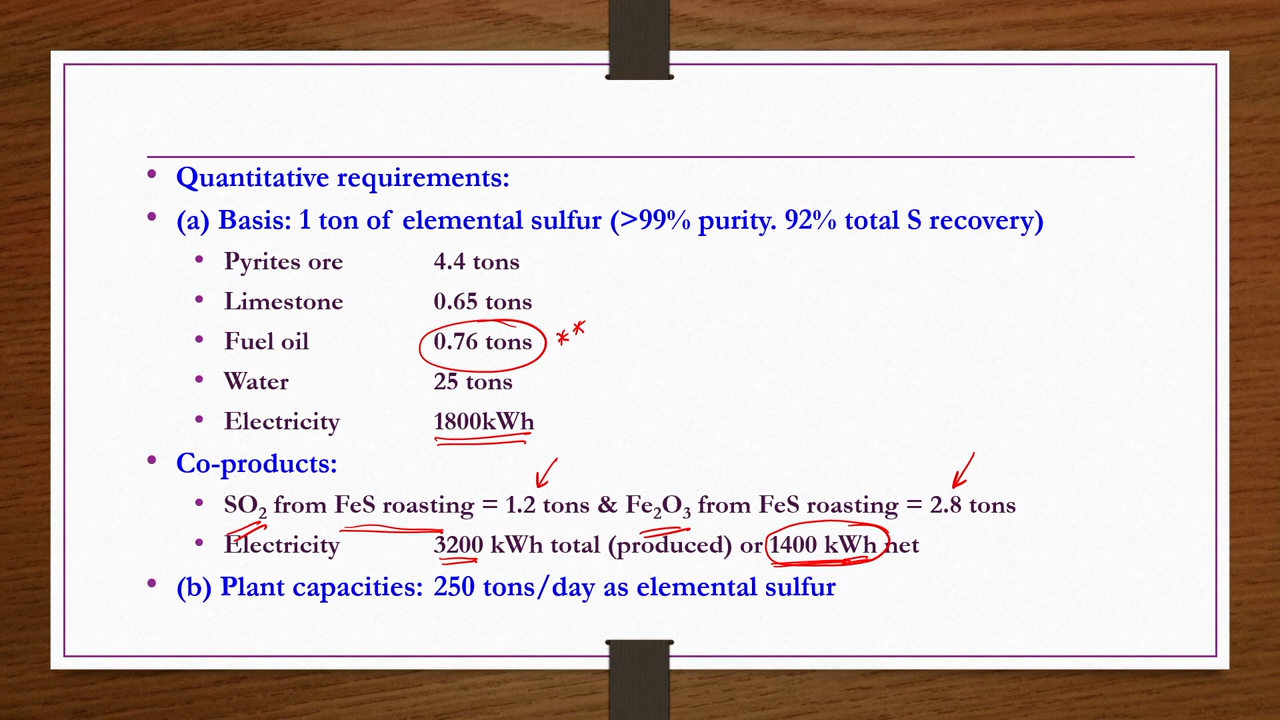 • Quantitative requirements:
• (a) Basis: 1 ton of elemental sulfur (>99% purity. 92% total S recovery)
• Pyrites ore 4.4 tons
• Limestone 0.65 tons
• Fuel oil 0.76 tons **
• Water 25 tons
• Electricity 1800kWh
• Co-products:
• SO₂ from FeS roasting = 1.2 tons & Fe₂O₃ from FeS roasting = 2.8 tons
• Electricity 3200 kWh total (produced) or 1400 kWh net
• (b) Plant capacities: 250 tons/day as elemental sulfur